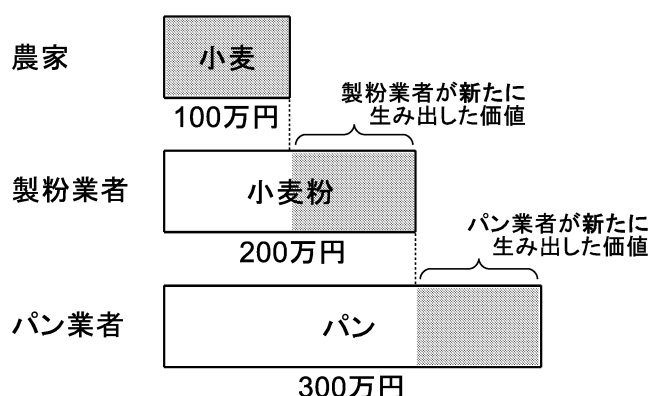 農家
小麦
100万円
製粉業者が新たに
生み出した価値
製粉業者
小麦粉
200万円
パン業者が新たに
生み出した価値
パン業者
パン
300万円